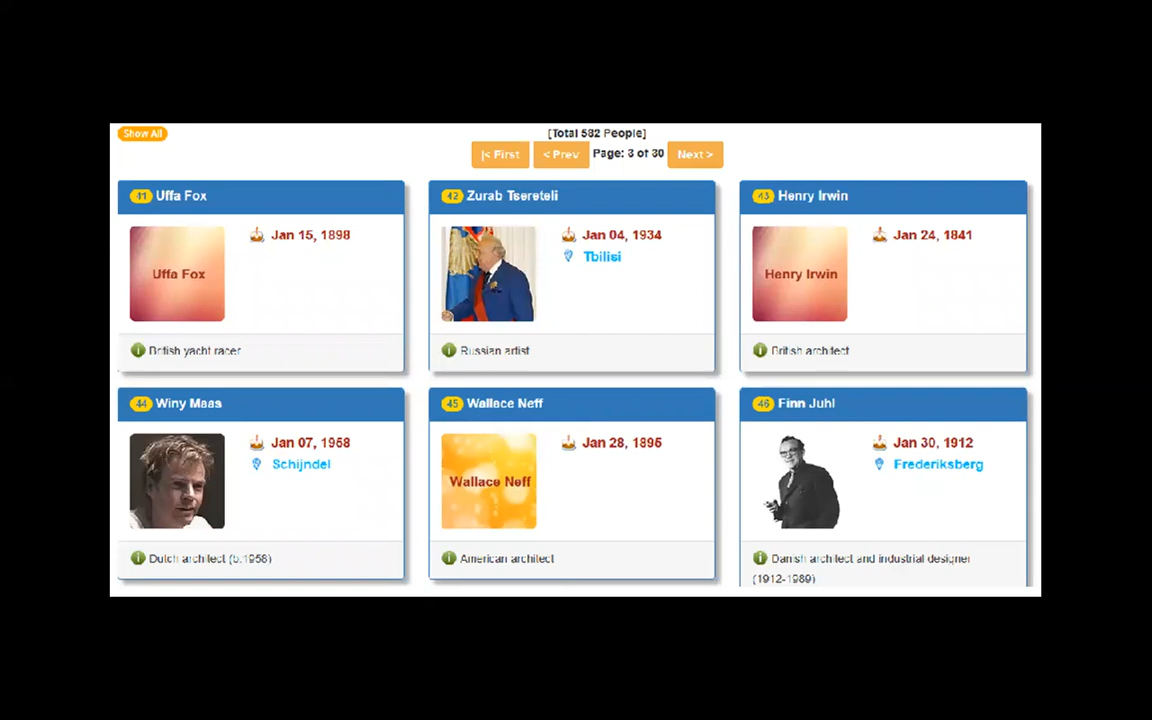 Show All
[Total 582 People]
|< First
< Prev
Page: 3 of 30
Next >
41 Uffa Fox
42 Zurab Tsereteli
43 Henry Irwin
Uffa Fox
Jan 15, 1898
Jan 04, 1934
Tbilisi
Henry Irwin
Jan 24, 1841
British yacht racer
Russian artist
British architect
44 Winy Maas
45 Wallace Neff
46 Finn Juhl
Jan 07, 1958
Schijndel
Wallace Neff
Jan 28, 1895
Jan 30, 1912
Frederiksberg
Dutch architect (b.1958)
American architect
Danish architect and industrial designer
(1912-1989)